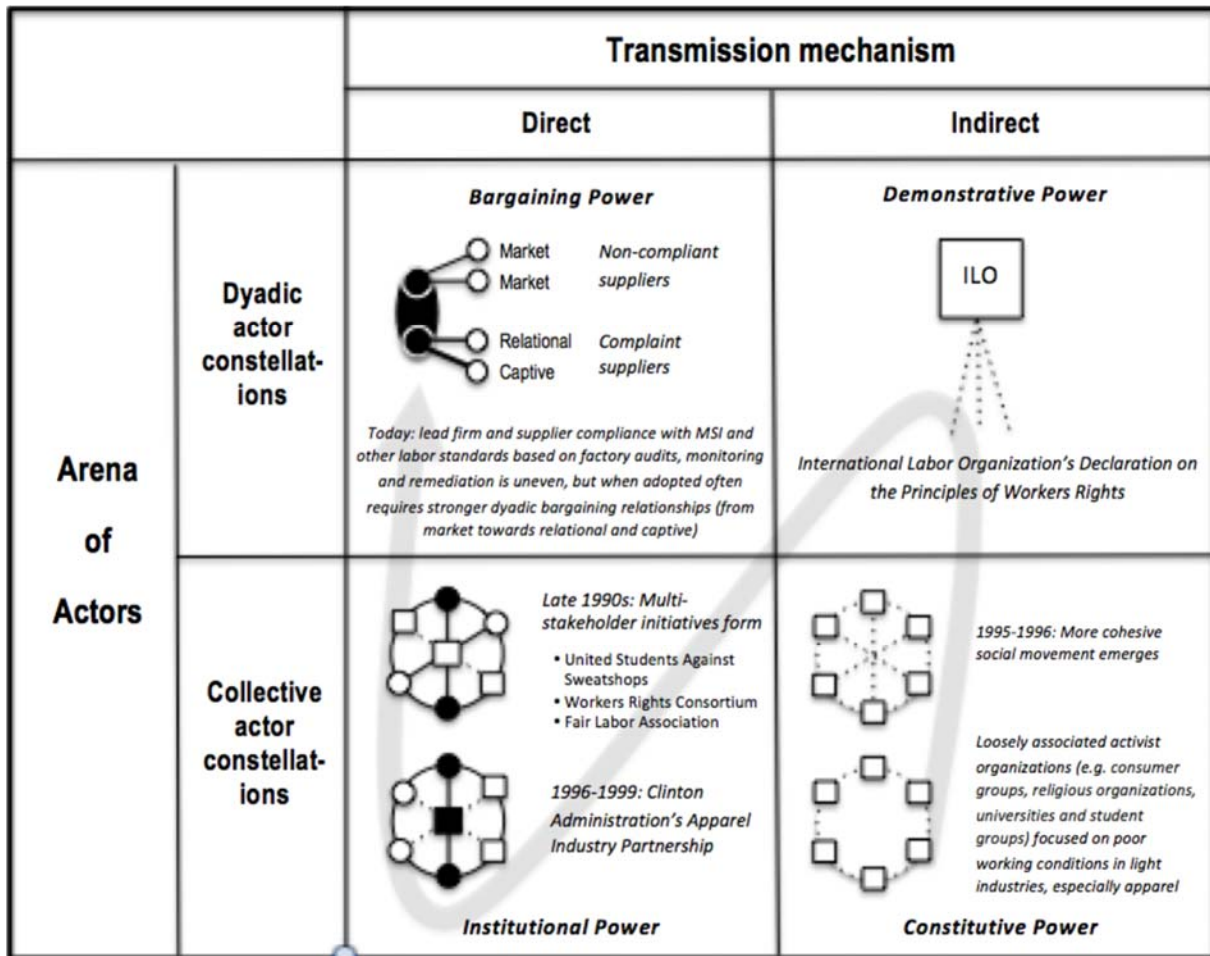 Transmission mechanism
Direct
Indirect
Arena
of
Actors
Dyadic
actor
constellat-
ions
Bargaining Power
Market
Market
Non-compliant
suppliers
Relational
Captive
Complaint
suppliers
Today: lead firm and supplier compliance with MSI and
other labor standards based on factory audits, monitoring
and remediation is uneven, but when adopted often
requires stronger dyadic bargaining relationships (from
market towards relational and captive)
Demonstrative Power
ILO
International Labor Organization's Declaration on
the Principles of Workers Rights
Collective
actor
constellat-
ions
Late 1990s: Multi-
stakeholder initiatives form
• United Students Against
Sweatshops
• Workers Rights Consortium
• Fair Labor Association
1996-1999: Clinton
Administration's Apparel
Industry Partnership
Institutional Power
1995-1996: More cohesive
social movement emerges
Loosely associated activist
organizations (e.g. consumer
groups, religious organizations,
universities and student
groups) focused on poor
working conditions in light
industries, especially apparel
Constitutive Power